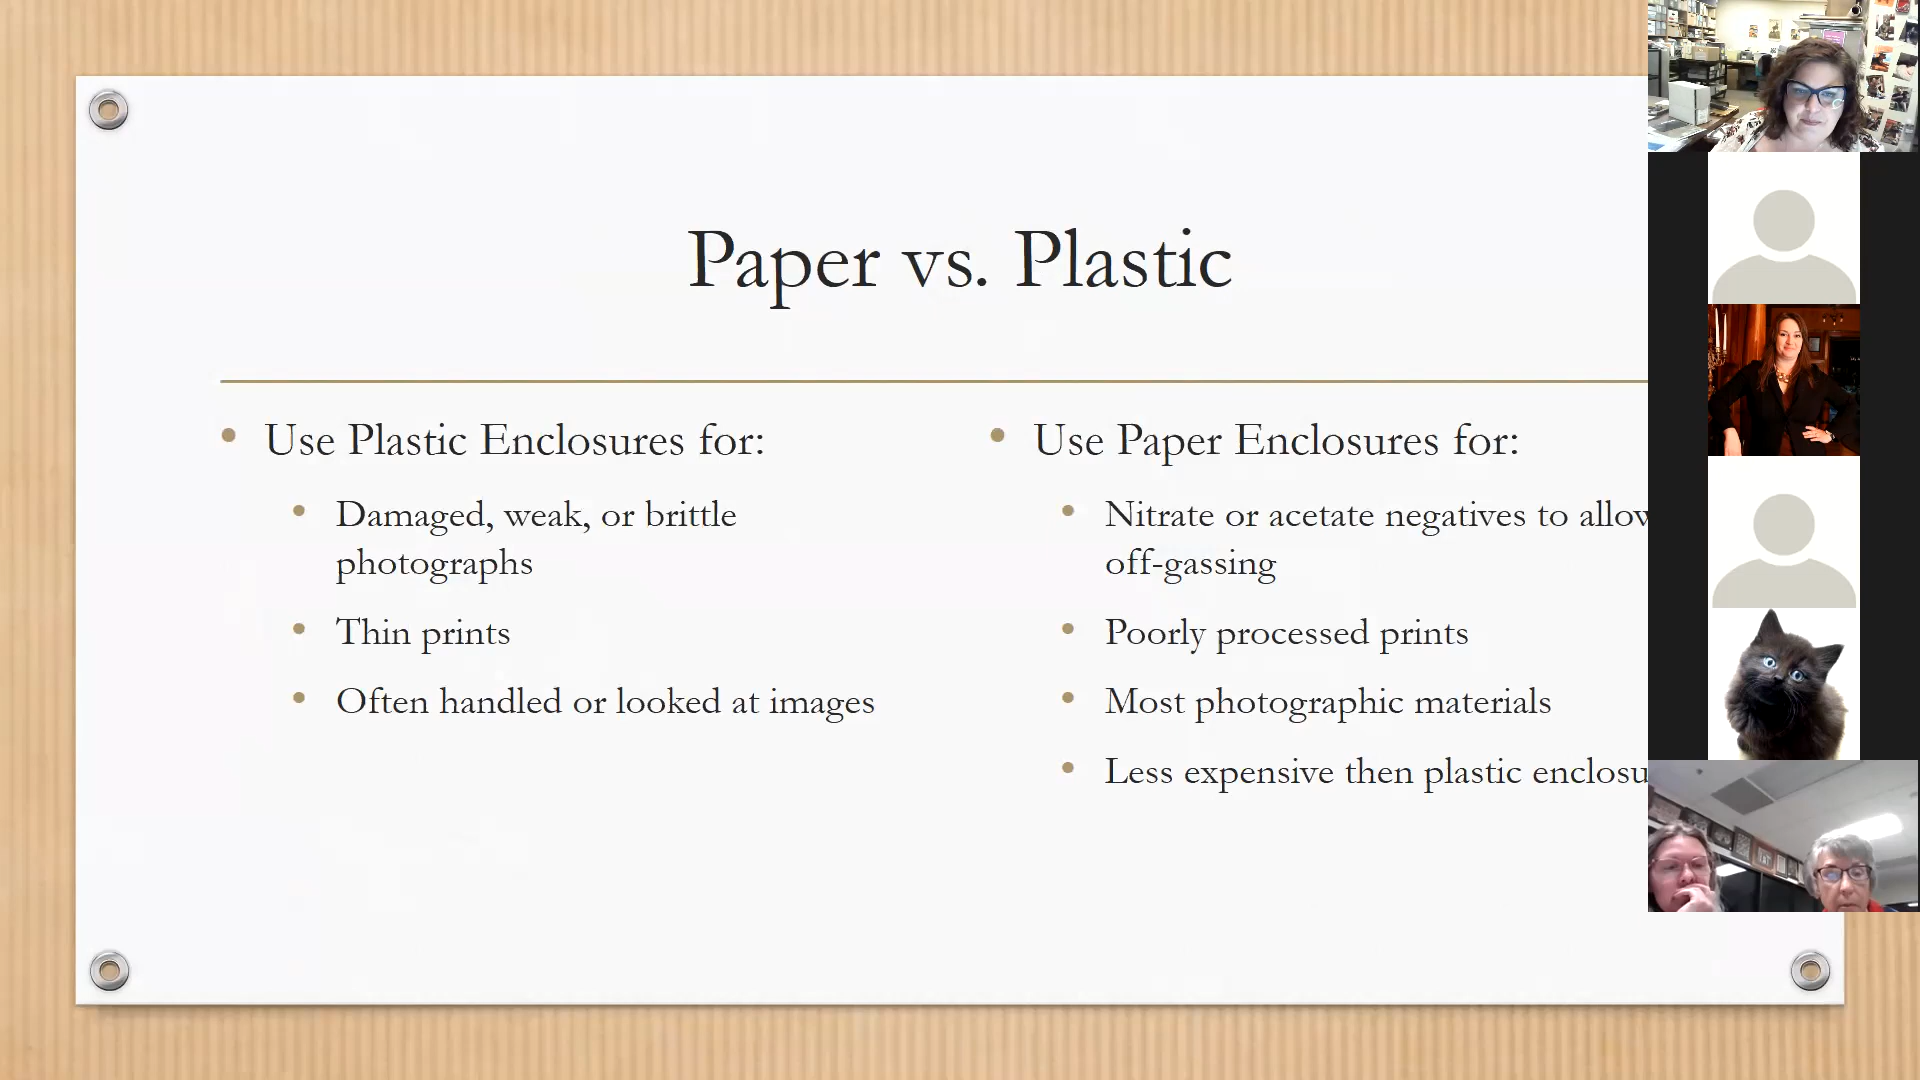 Paper vs. Plastic
Use Plastic Enclosures for:
Damaged, weak, or brittle
photographs
Thin prints
Often handled or looked at images
Use Paper Enclosures for:
Nitrate or acetate negatives to allow
off-gassing
Poorly processed prints
Most photographic materials
Less expensive then plastic